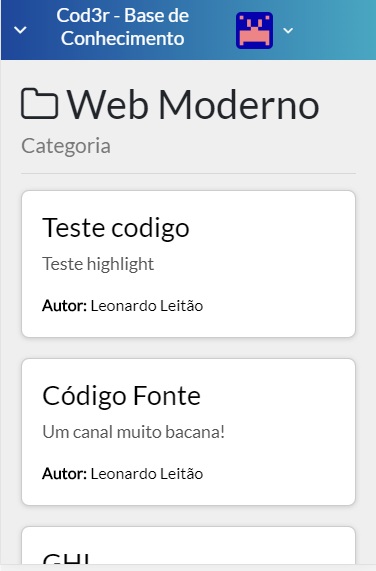 Cod3r - Base de
Conhecimento
Web Moderno
Categoria
Teste codigo
Teste highlight
Autor: Leonardo Leitão
Código Fonte
Um canal muito bacana!
Autor: Leonardo Leitão